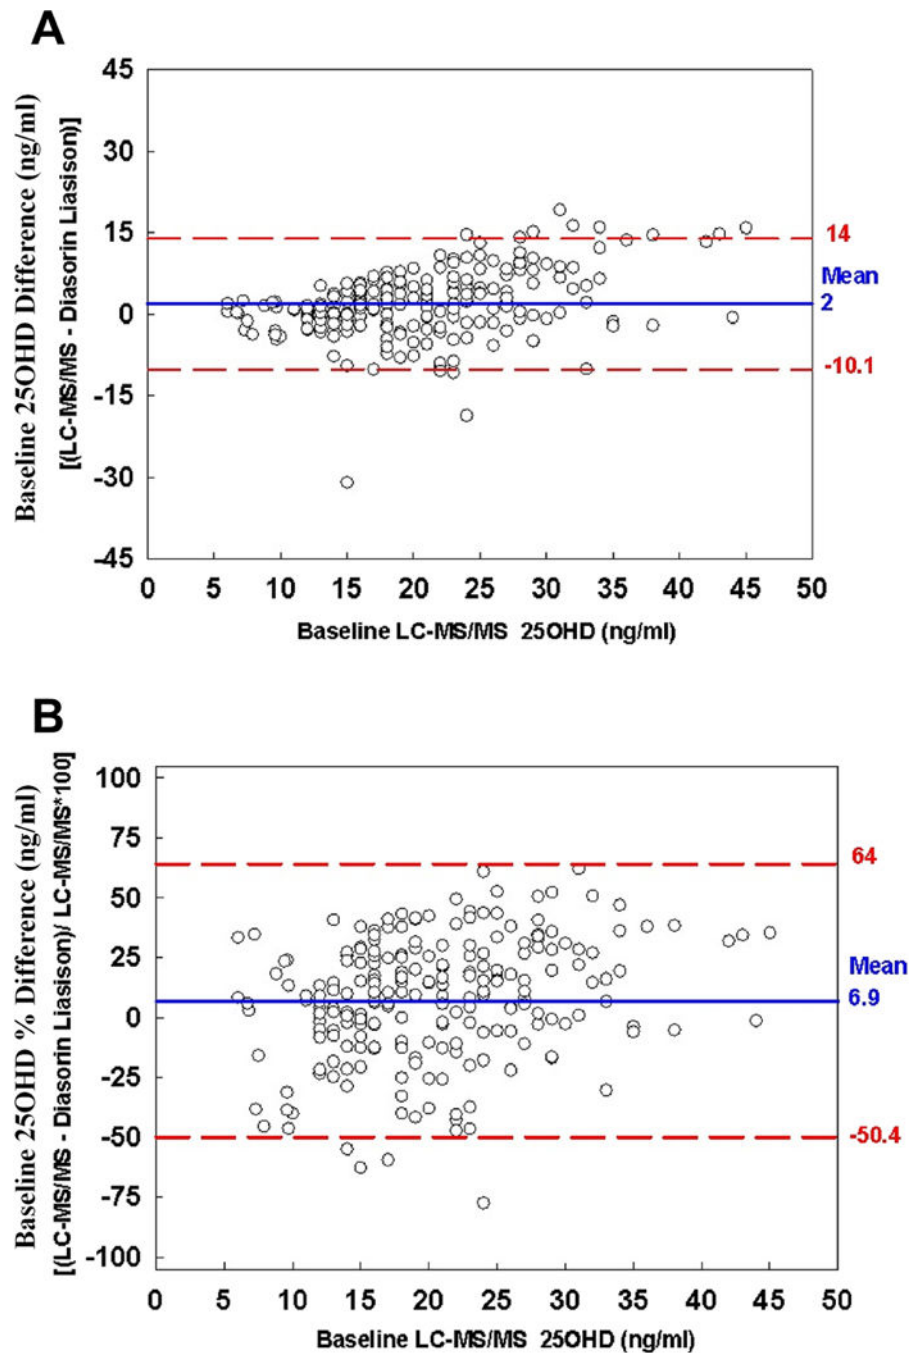 A
Baseline 25OHD Difference (ng/ml)
[(LC-MS/MS - Diasorin Liasison)]
45
30
15
0
-15
-30
-45
14
Mean
2
-10.1
0 5 10 15 20 25 30 35 40 45 50
Baseline LC-MS/MS 25OHD (ng/ml)
B
Baseline 25OHD % Difference (ng/ml)
[(LC-MS/MS - Diasorin Liasison)/ LC-MS/MS*100]
100
75
50
25
0
-25
-50
-75
-100
64
Mean
6.9
-50.4
0 5 10 15 20 25 30 35 40 45 50
Baseline LC-MS/MS 25OHD (ng/ml)